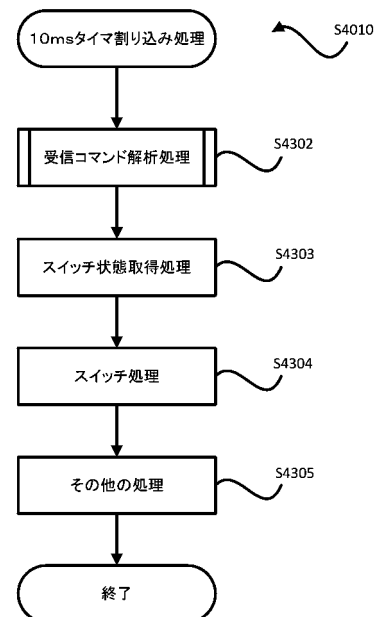 10msタイマ割り込み処理
S4010
受信コマンド解析処理
S4302
スイッチ状態取得処理
S4303
スイッチ処理
S4304
その他の処理
S4305
終了